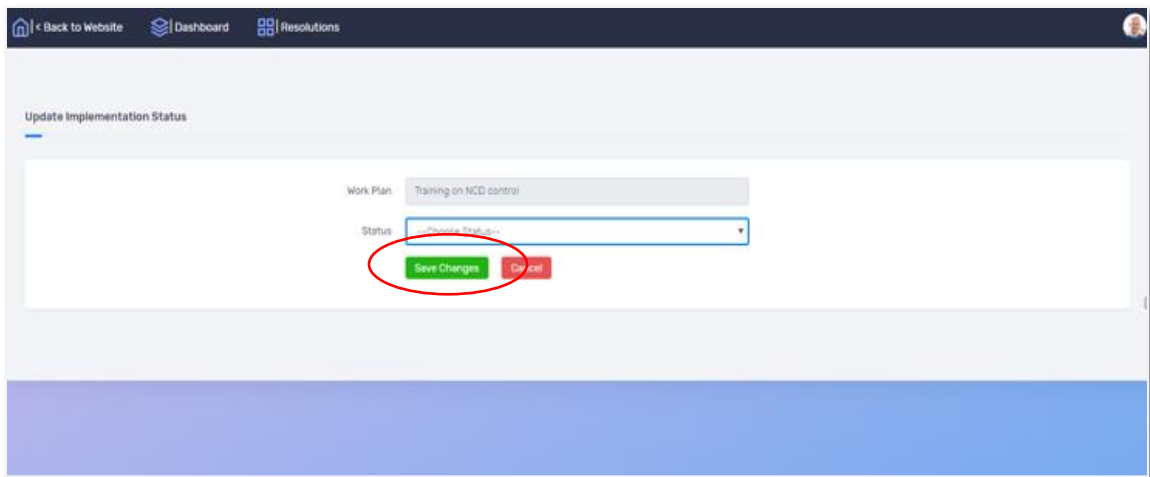 < Back to Website Dashboard Resolutions
Update Implementation Status
Work Plan Training on NCD control
Status --Choose Status--
Save Changes Cancel